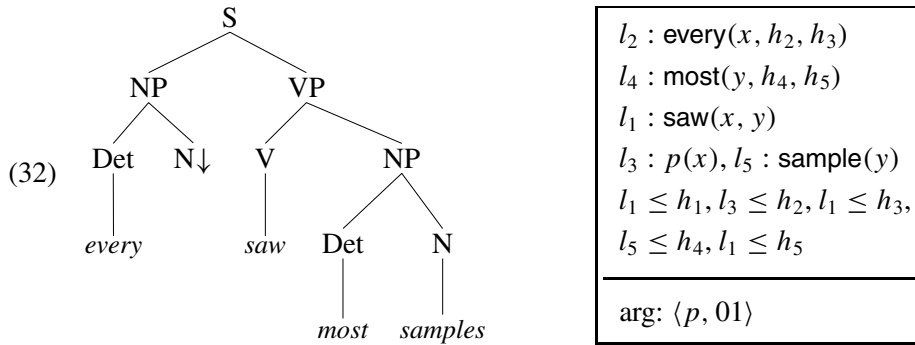 S
NP VP
(32) Det N↓ V NP
every saw Det N
most samples
l₂ : every(x, h₂, h₃)
l₄ : most(y, h₄, h₅)
l₁ : saw(x, y)
l₃ : p(x), l₅ : sample(y)
l₁ ≤ h₁, l₃ ≤ h₂, l₁ ≤ h₃,
l₅ ≤ h₄, l₁ ≤ h₅
arg: ⟨p, 01⟩